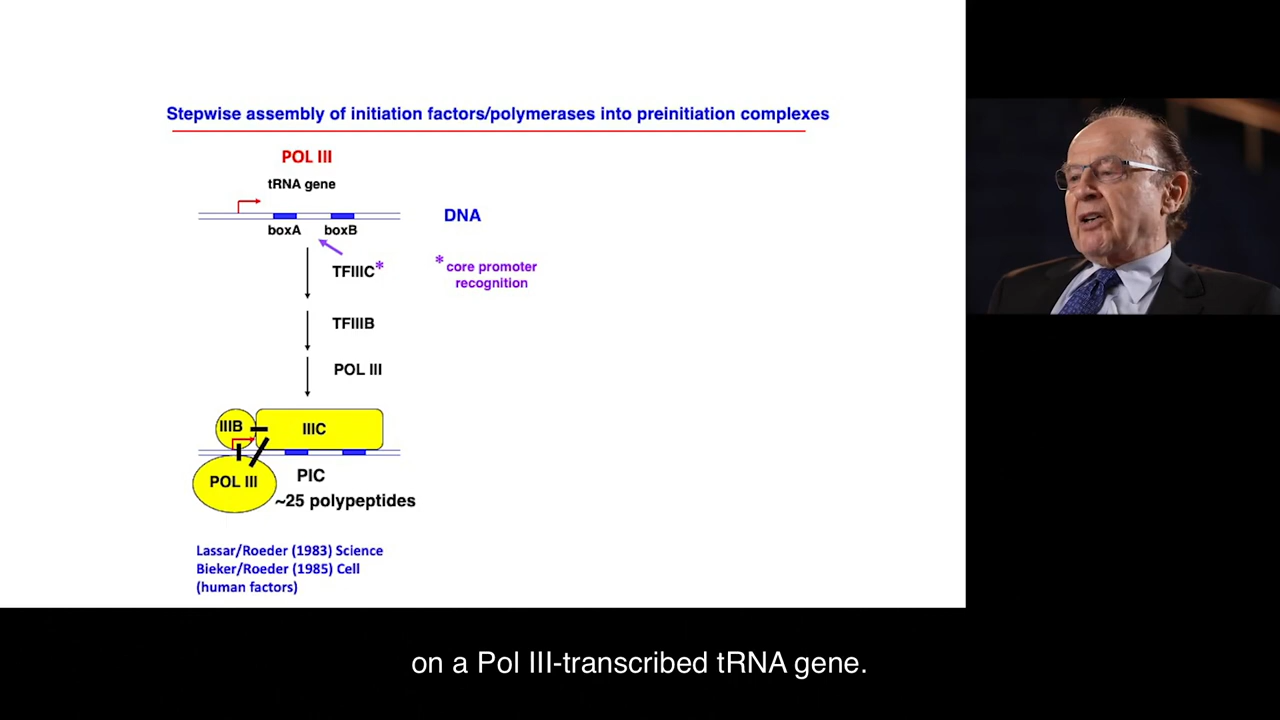 Stepwise assembly of initiation factors/polymerases into preinitiation complexes
POL III
tRNA gene
DNA
boxA boxB
TFIIIC*
*core promoter
recognition
TFIIIB
POL III
IIIB
IIIC
POL III
PIC
~25 polypeptides
Lassar/Roeder (1983) Science
Bieker/Roeder (1985) Cell
(human factors)
on a Pol III-transcribed tRNA gene.